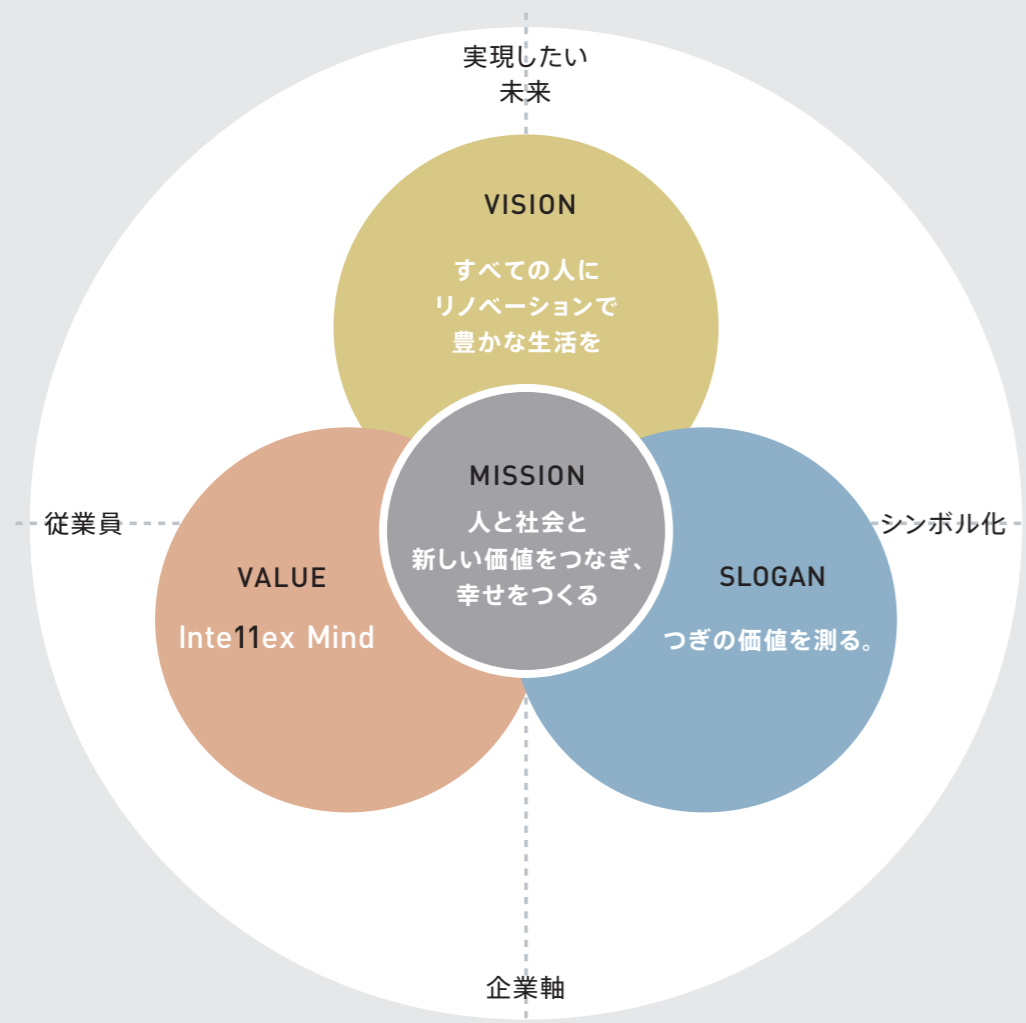 実現したい
未来
VISION
すべての人に
リノベーションで
豊かな生活を
MISSION
人と社会と
新しい価値をつなぎ、
幸せをつくる
従業員
シンボル化
VALUE
Inte11ex Mind
SLOGAN
つぎの価値を測る。
企業軸